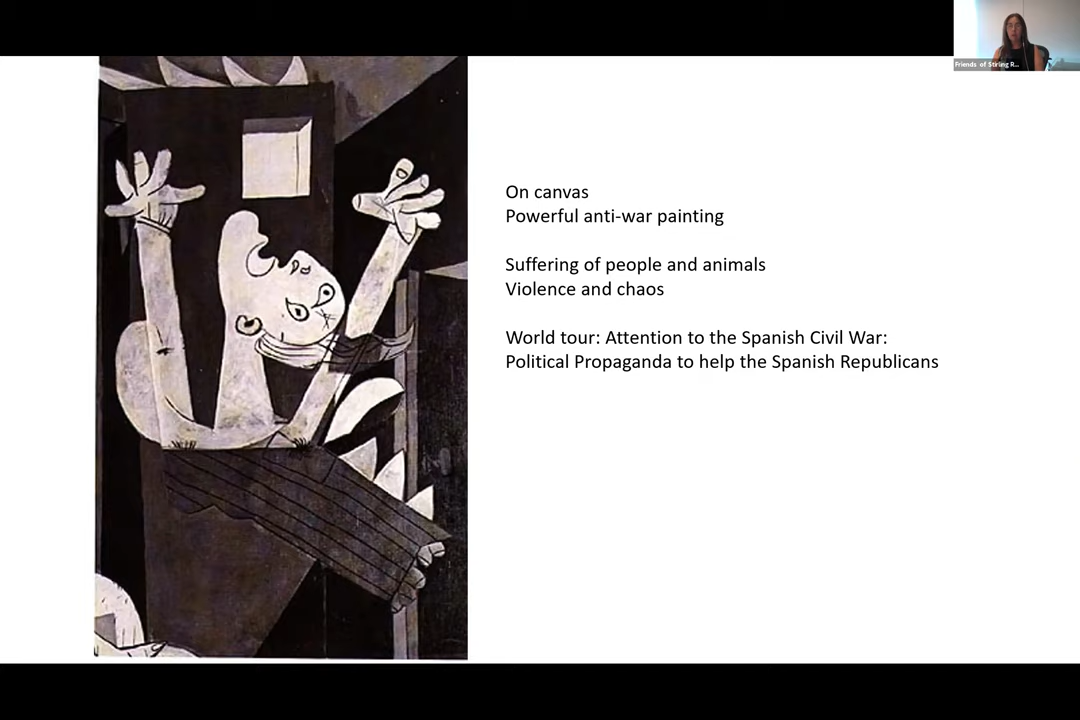 Friends of Stirling R...
On canvas
Powerful anti-war painting
Suffering of people and animals
Violence and chaos
World tour: Attention to the Spanish Civil War:
Political Propaganda to help the Spanish Republicans